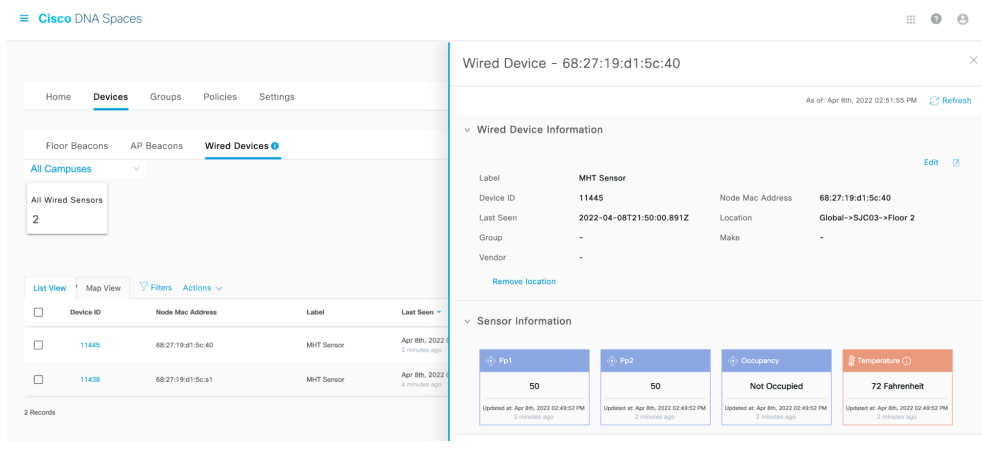 Cisco DNA Spaces
Home Devices Groups Policies Settings
Floor Beacons AP Beacons Wired Devices
All Campuses
All Wired Sensors
2
List View Map View Filters Actions
Device ID Node Mac Address Label Last Seen
11445 68:27:19:d1:5c:40 MHT Sensor Apr 8th, 2022 0
2 minutes ago
11438 68:27:19:d1:5c:a1 MHT Sensor Apr 8th, 2022 0
4 minutes ago
2 Records
Wired Device - 68:27:19:d1:5c:40
As of: Apr 8th, 2022 02:51:55 PM Refresh
Wired Device Information
Edit
Label MHT Sensor
Device ID 11445 Node Mac Address 68:27:19:d1:5c:40
Last Seen 2022-04-08T21:50:00.891Z Location Global->SJC03->Floor 2
Group - Make -
Vendor -
Remove location
Sensor Information
Pp1 Pp2 Occupancy Temperature
50 50 Not Occupied 72 Fahrenheit
Updated at: Apr 8th, 2022 02:49:52 PM Updated at: Apr 8th, 2022 02:49:52 PM Updated at: Apr 8th, 2022 02:49:52 PM Updated at: Apr 8th, 2022 02:49:52 PM
2 minutes ago 2 minutes ago 2 minutes ago 2 minutes ago